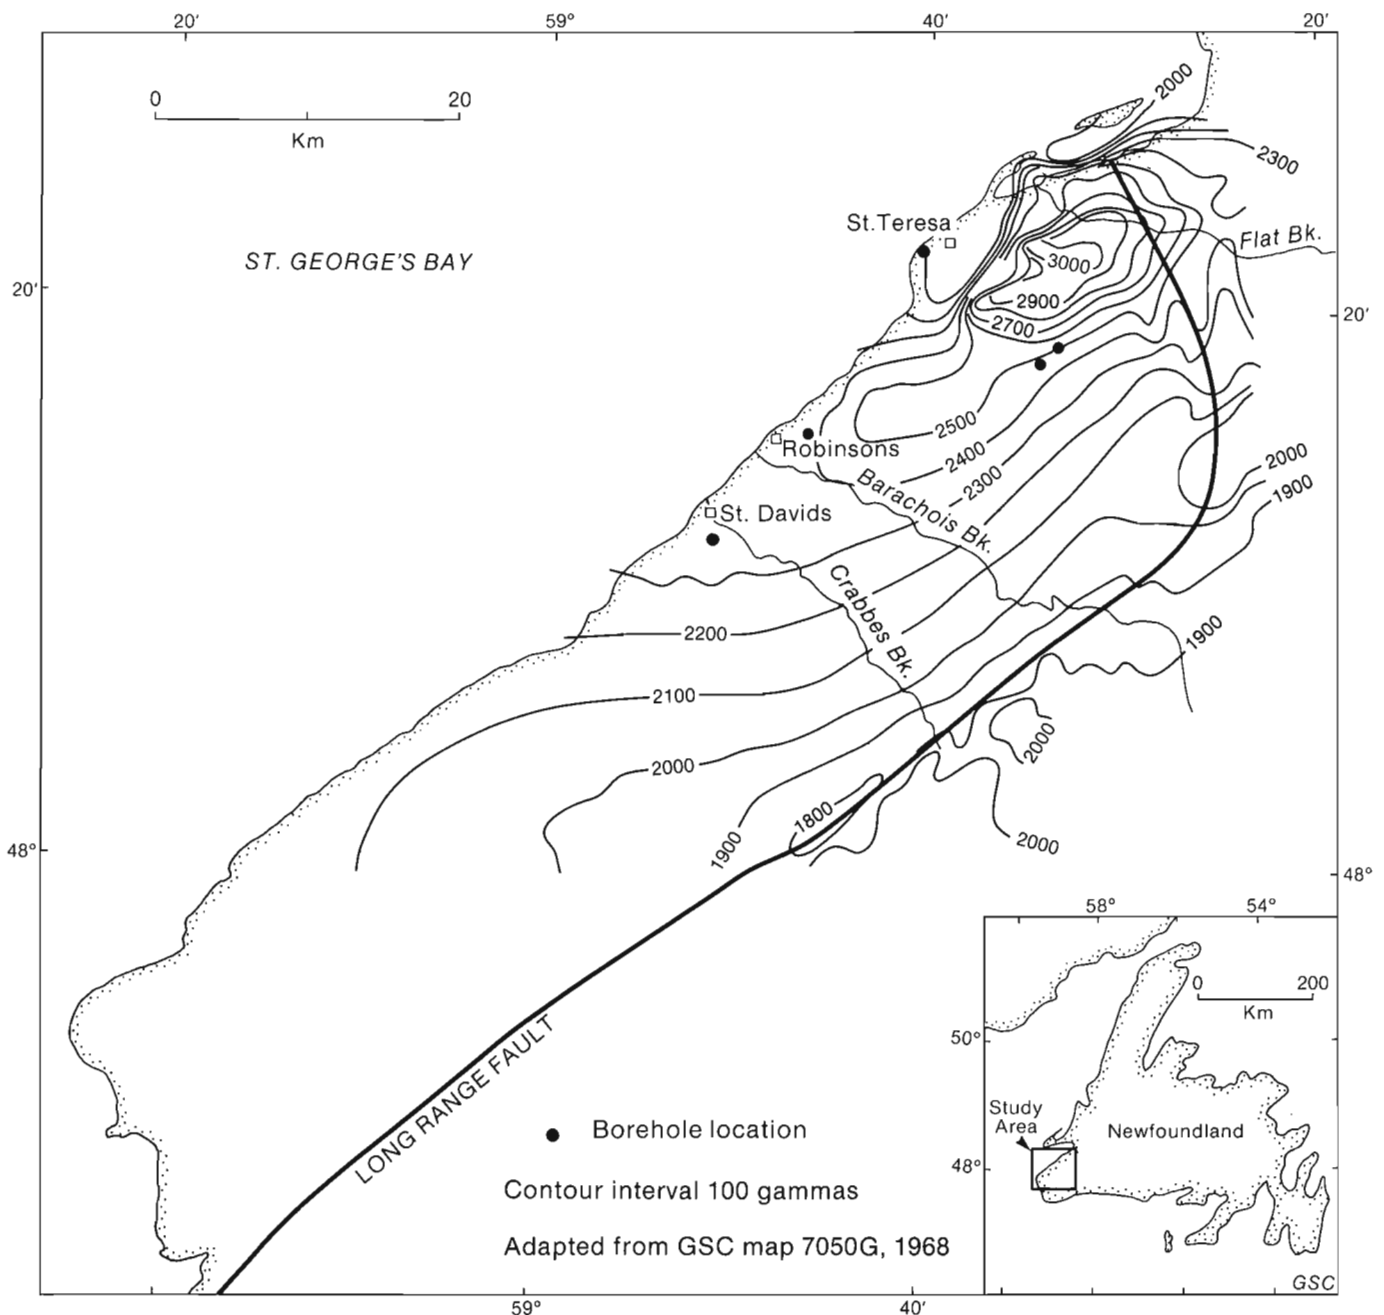 20′ 59° 40′ 20′
0 20
Km
2000
2300
St. Teresa
Flat Bk.
ST. GEORGE'S BAY
3000
20′
2900
20′
2700
2500
Robinsons
2400
2000
2300
1900
Barachois Bk.
St. Davids
Crabbes Bk.
2200
1900
2100
2000
2000
1800
1900
2000
48°
48°
LONG RANGE FAULT
Borehole location
Contour interval 100 gammas
Adapted from GSC map 7050G, 1968
59° 40′
58° 54°
0 200
Km
50°
Study
Area
Newfoundland
48°
GSC